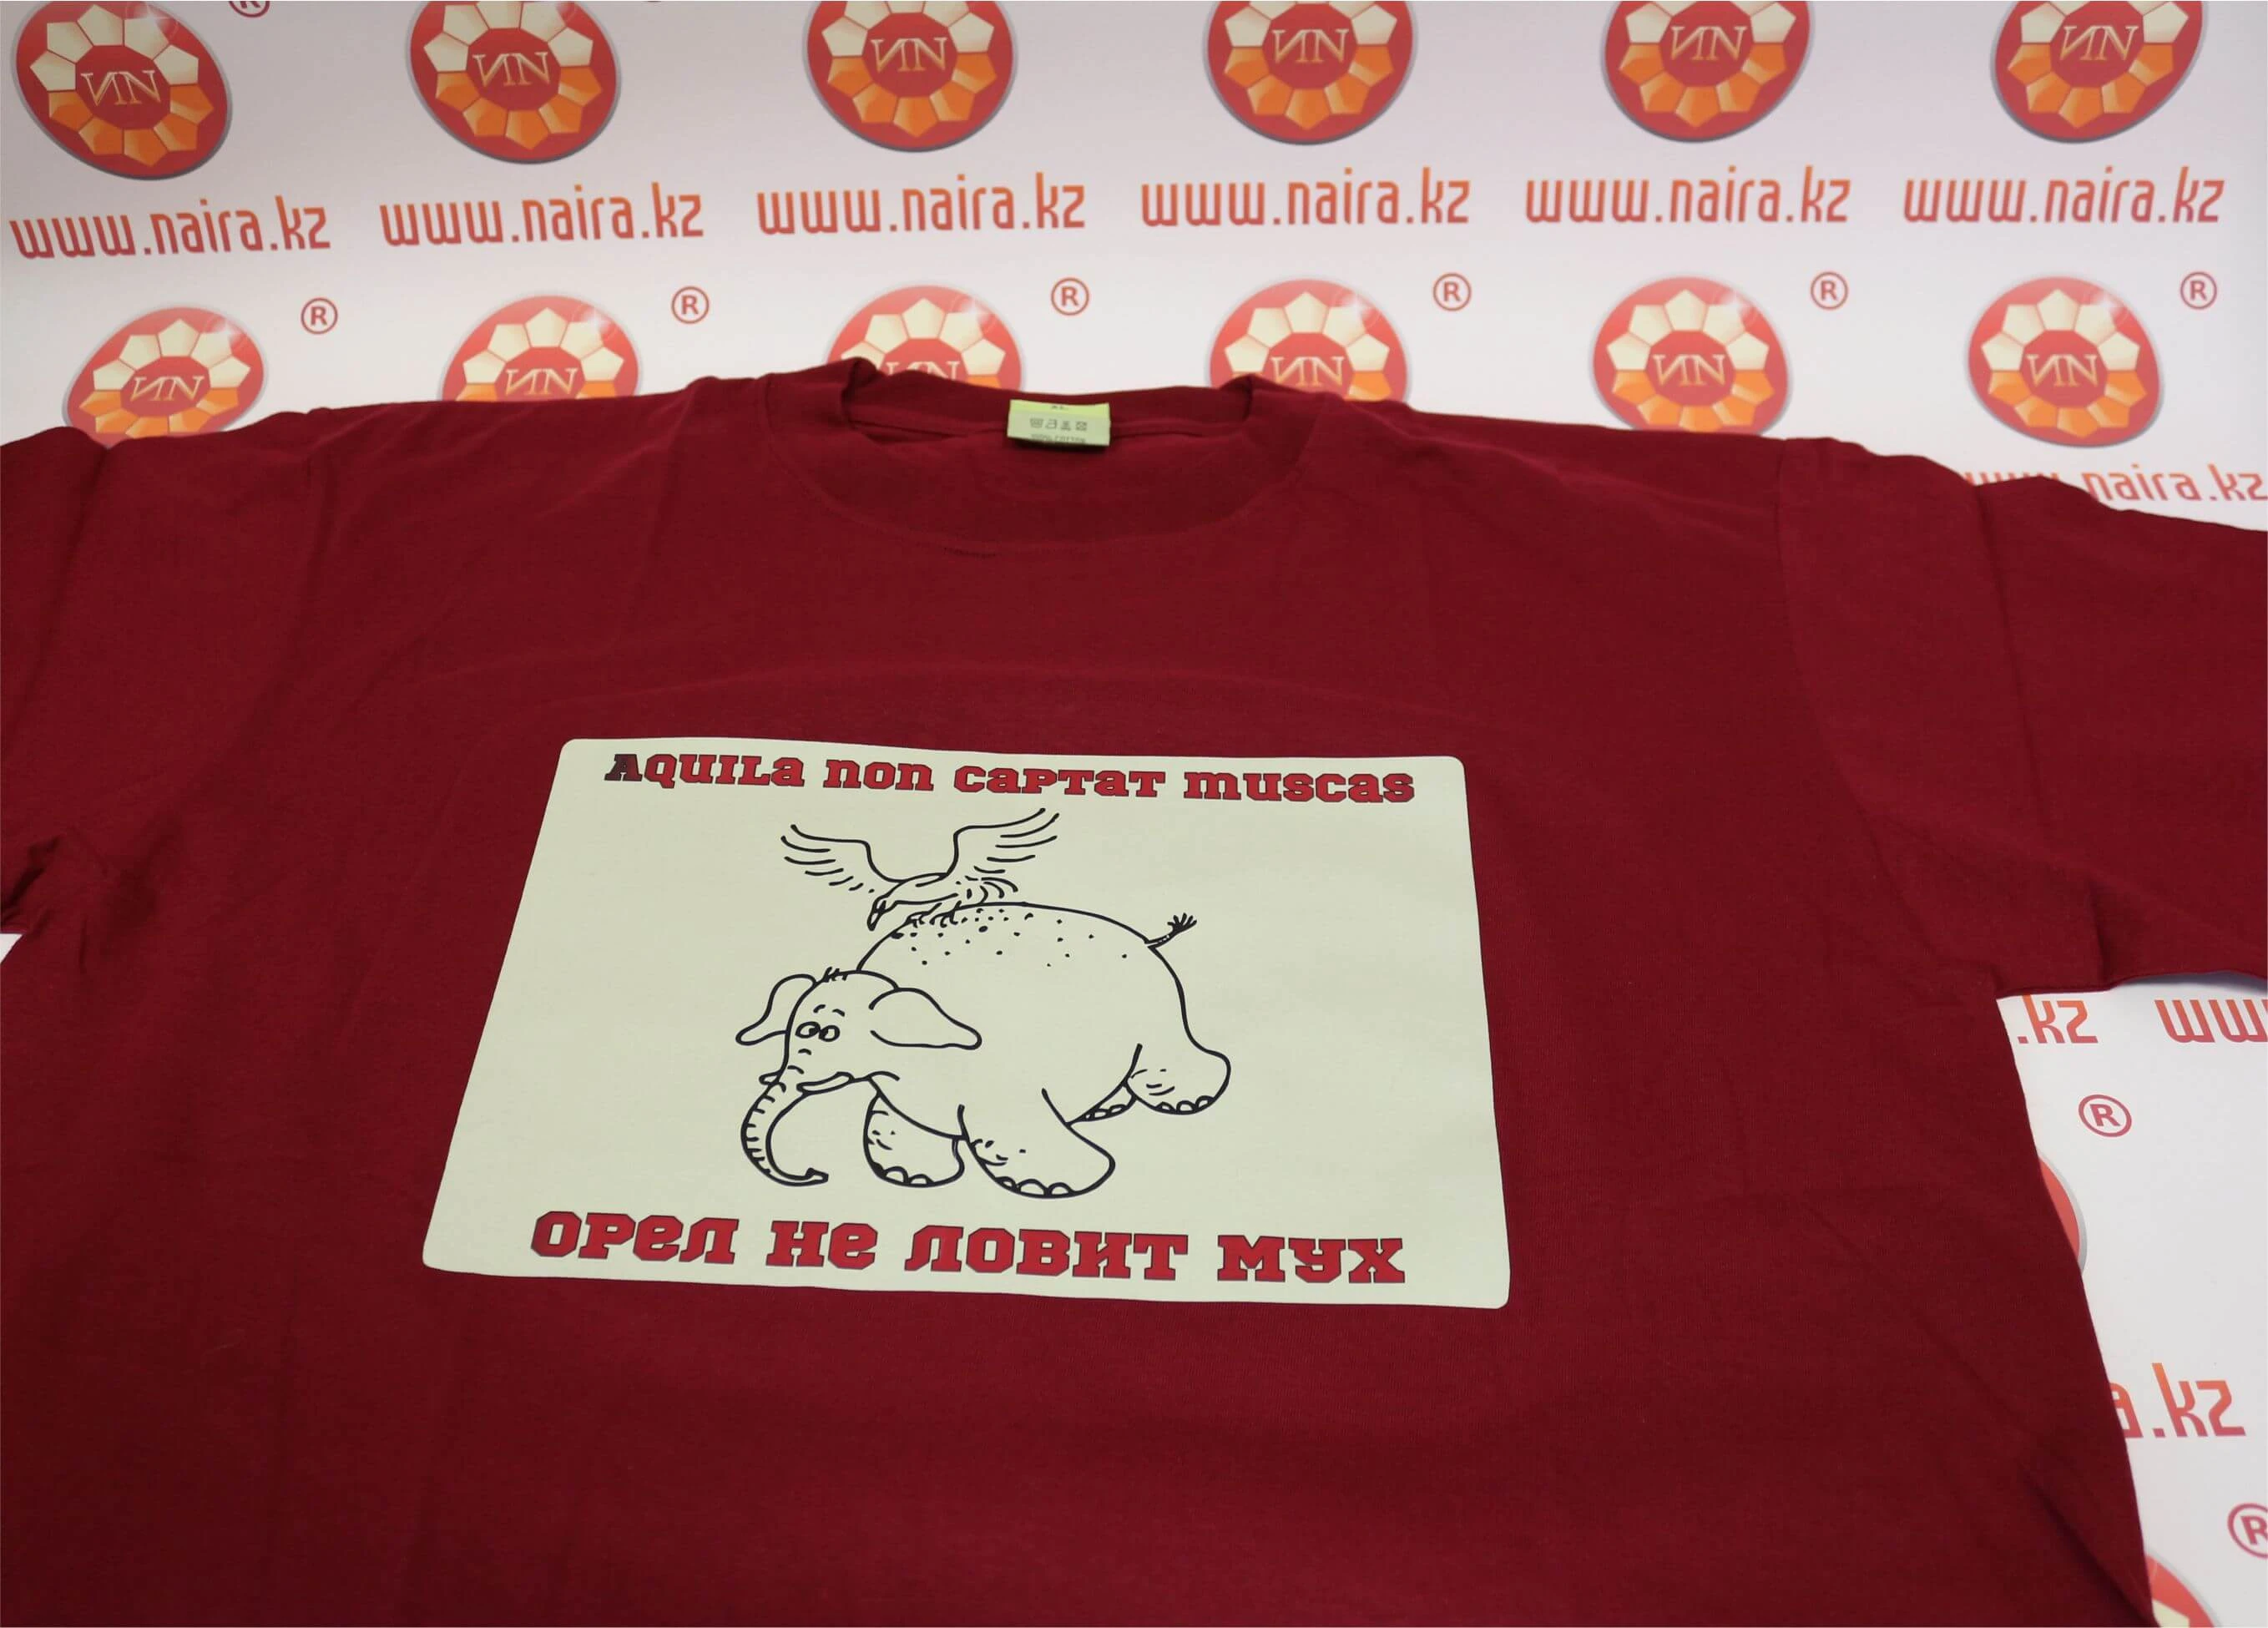 ®
ИN ИN ИN ИN ИN ИN
www.naira.kz www.naira.kz www.naira.kz www.naira.kz www.naira.kz www.naira.kz
® ® ® ® ® ®
ИN ИN ИN ИN ИN ИN
naira.kz
AQUILa non CaPTaT muscas
ОРел не ловит мух
.kz
®
a.kz
®